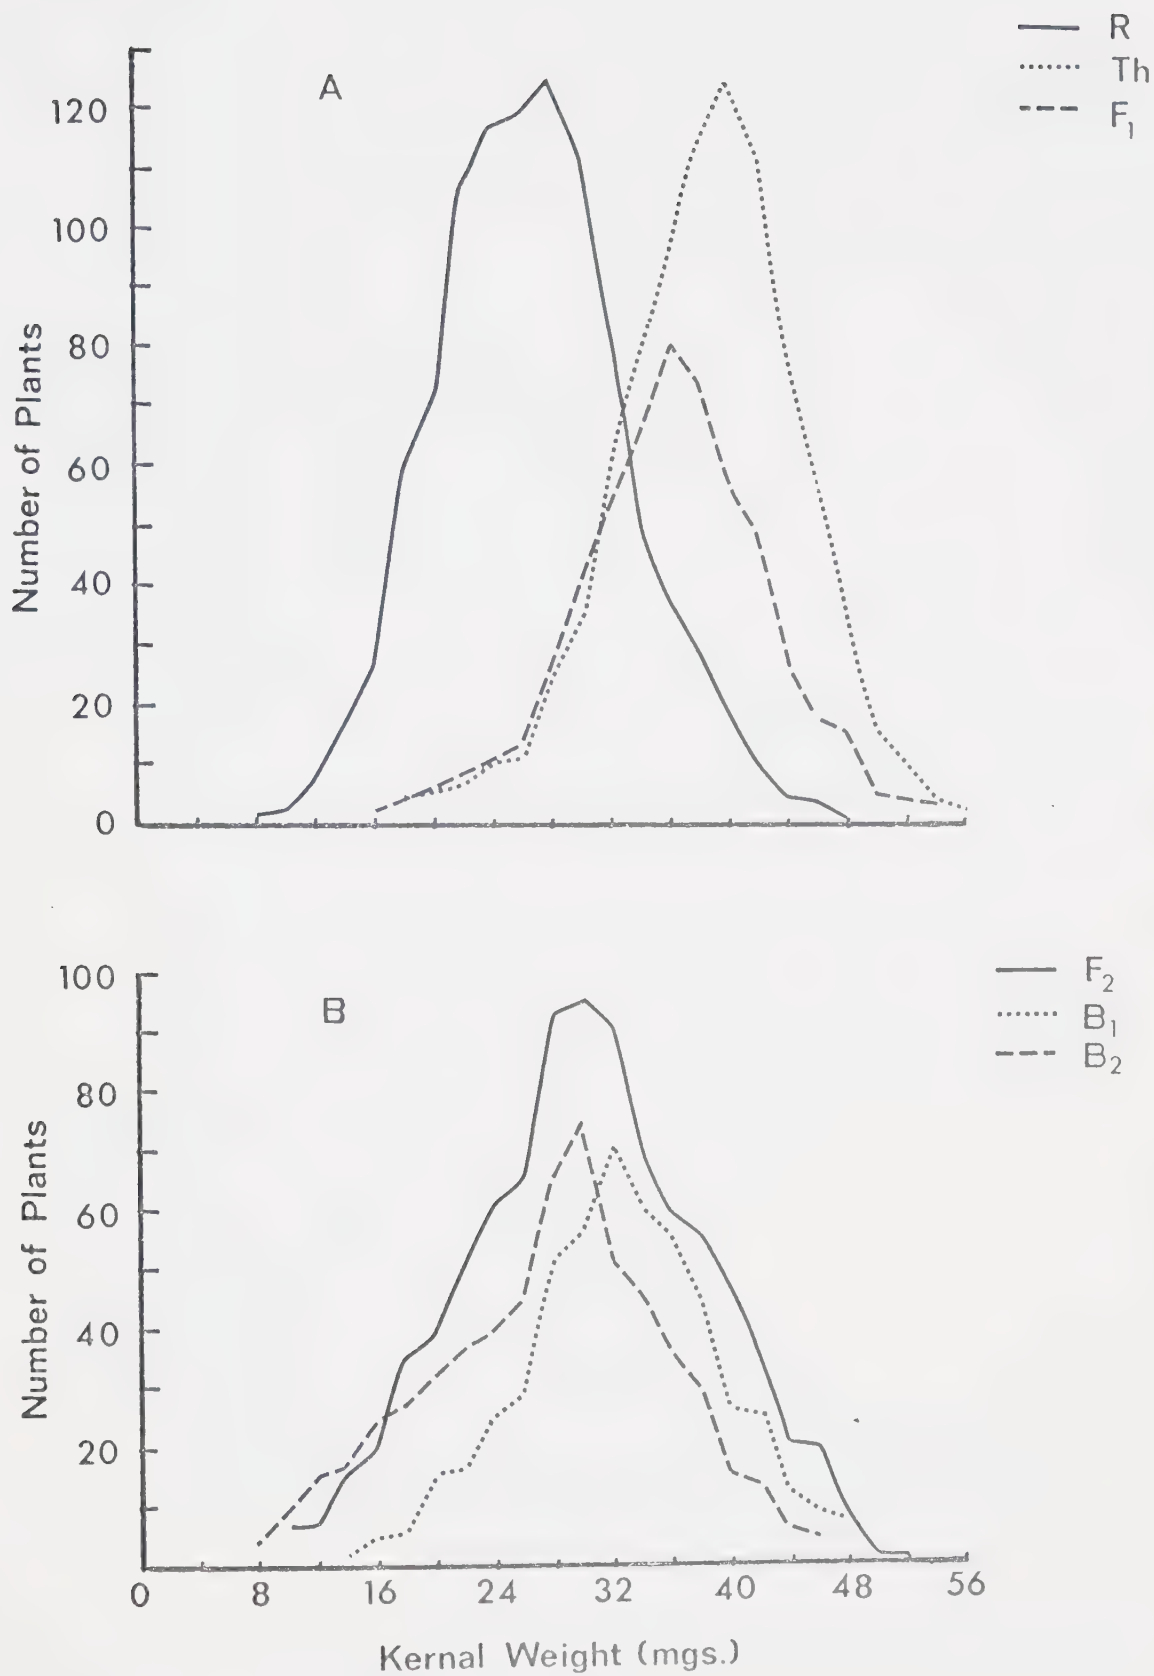 A
R
Th
F₁
Number of Plants
120
100
80
60
40
20
0
B
F₂
B₁
B₂
Number of Plants
100
80
60
40
20
0 8 16 24 32 40 48 56
Kernal Weight (mgs.)